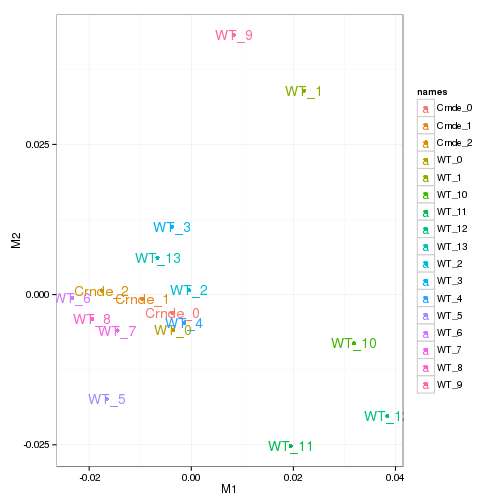 WT_9
WT_1
WT_3
WT_13
Crnde_2
WT_2
WT_6
Crnde_1
Crnde_0
WT_8
WT_7
WT_0
WT_4
WT_10
WT_5
WT_1
WT_11
0.025
0.000
-0.025
M2
-0.02
0.00
0.02
0.04
M1
names
a Crnde_0
a Crnde_1
a Crnde_2
a WT_0
a WT_1
a WT_10
a WT_11
a WT_12
a WT_13
a WT_2
a WT_3
a WT_4
a WT_5
a WT_6
a WT_7
a WT_8
a WT_9